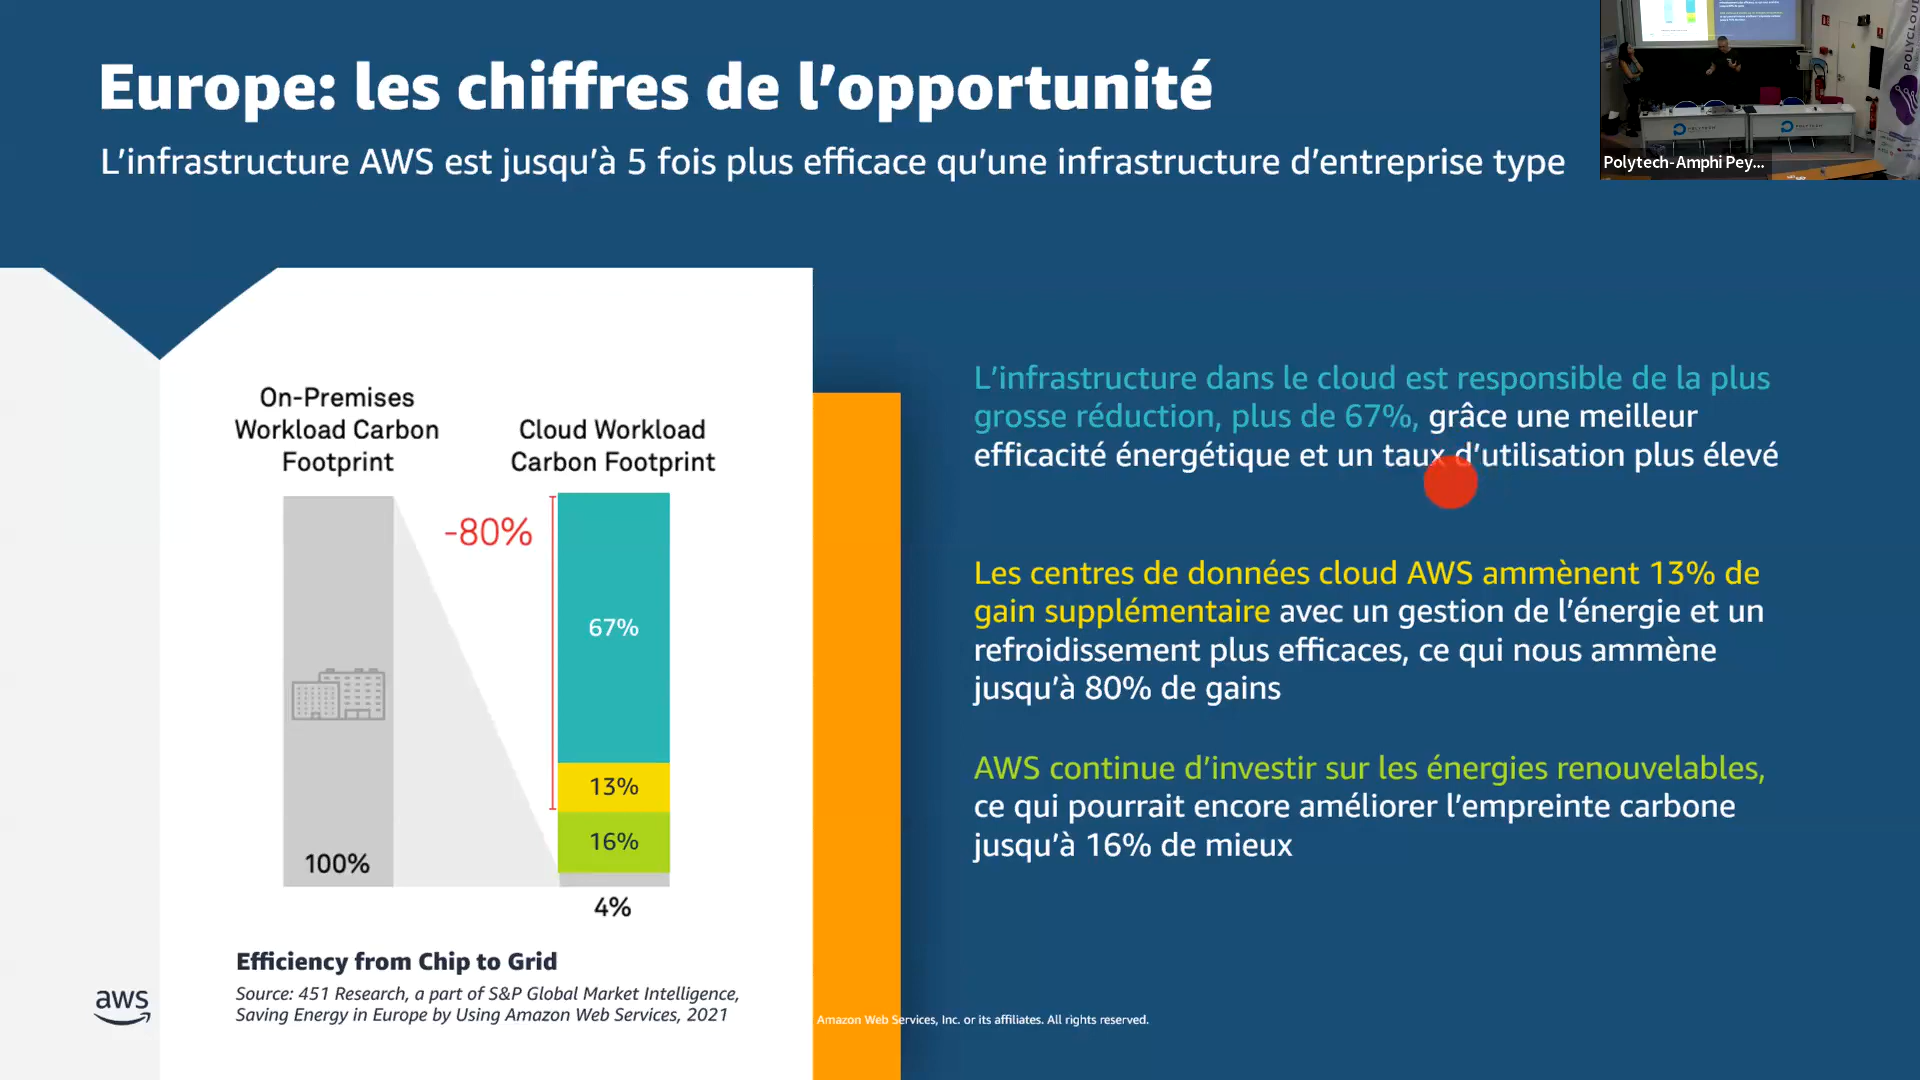 Europe: les chiffres de l’opportunité
L’infrastructure AWS est jusqu’à 5 fois plus efficace qu’une infrastructure d’entreprise type
POLYCLOUD
POLYTECH
POLYTECH
Polytech-Amphi Pey...
On-Premises
Workload Carbon
Footprint
Cloud Workload
Carbon Footprint
-80%
67%
13%
16%
100%
4%
Efficiency from Chip to Grid
Source: 451 Research, a part of S&P Global Market Intelligence,
Saving Energy in Europe by Using Amazon Web Services, 2021
L’infrastructure dans le cloud est responsible de la plus
grosse réduction, plus de 67%, grâce une meilleur
efficacité énergétique et un taux d’utilisation plus élevé
Les centres de données cloud AWS ammènent 13% de
gain supplémentaire avec un gestion de l’énergie et un
refroidissement plus efficaces, ce qui nous ammène
jusqu’à 80% de gains
AWS continue d’investir sur les énergies renouvelables,
ce qui pourrait encore améliorer l’empreinte carbone
jusqu’à 16% de mieux
aws
Amazon Web Services, Inc. or its affiliates. All rights reserved.